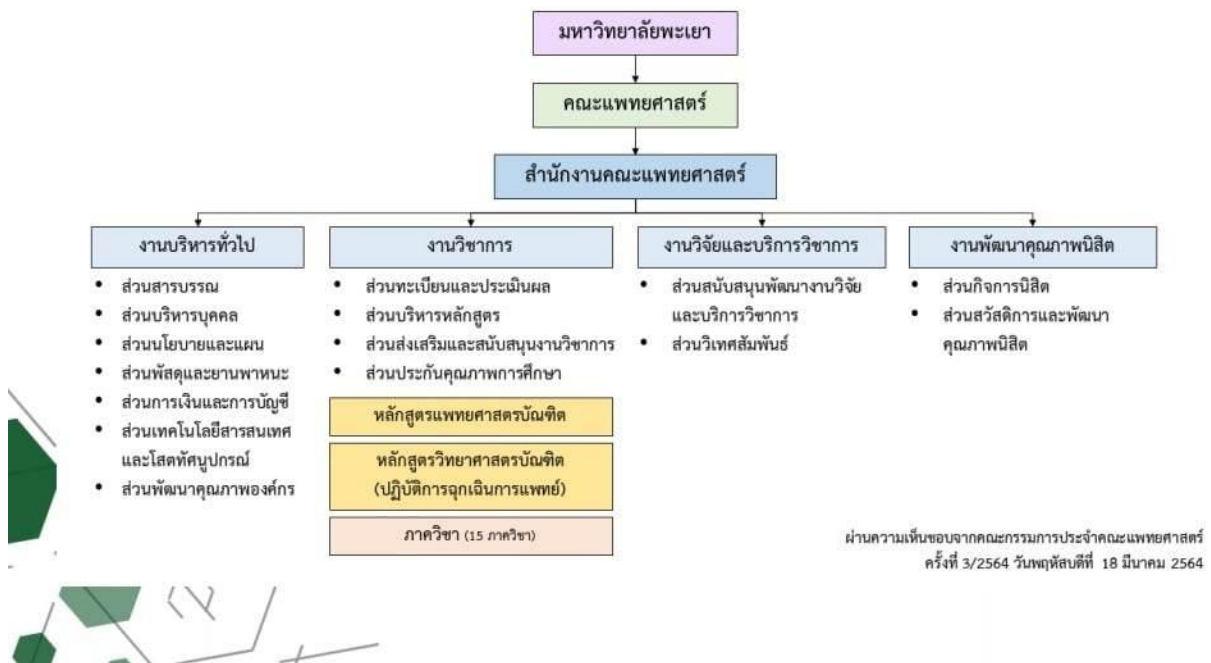 มหาวิทยาลัยพะเยา
คณะแพทยศาสตร์
สำนักงานคณะแพทยศาสตร์
งานบริหารทั่วไป
• ส่วนสารบรรณ
• ส่วนบริหารบุคคล
• ส่วนนโยบายและแผน
• ส่วนพัสดุและยานพาหนะ
• ส่วนการเงินและการบัญชี
• ส่วนเทคโนโลยีสารสนเทศ
และโสตทัศนูปกรณ์
• ส่วนพัฒนาคุณภาพองค์กร
งานวิชาการ
• ส่วนทะเบียนและประเมินผล
• ส่วนบริหารหลักสูตร
• ส่วนส่งเสริมและสนับสนุนงานวิชาการ
• ส่วนประกันคุณภาพการศึกษา
หลักสูตรแพทยศาสตรบัณฑิต
หลักสูตรวิทยาศาสตรบัณฑิต
(ปฏิบัติการฉุกเฉินการแพทย์)
ภาควิชา (15 ภาควิชา)
งานวิจัยและบริการวิชาการ
• ส่วนสนับสนุนพัฒนางานวิจัย
และบริการวิชาการ
• ส่วนวิเทศสัมพันธ์
งานพัฒนาคุณภาพนิสิต
• ส่วนกิจการนิสิต
• ส่วนสวัสดิการและพัฒนา
คุณภาพนิสิต
ผ่านความเห็นชอบจากคณะกรรมการประจำคณะแพทยศาสตร์
ครั้งที่ 3/2564 วันพฤหัสบดีที่ 18 มีนาคม 2564